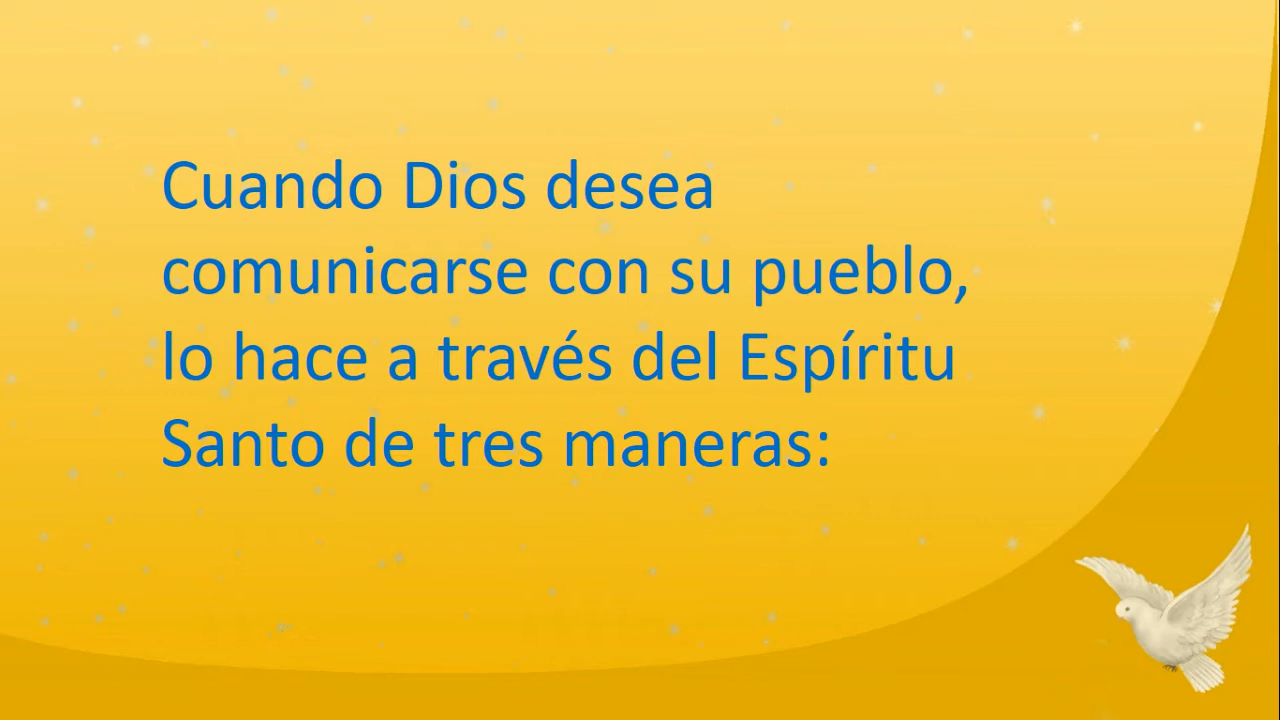 Cuando Dios desea
comunicarse con su pueblo,
lo hace a través del Espíritu
Santo de tres maneras: